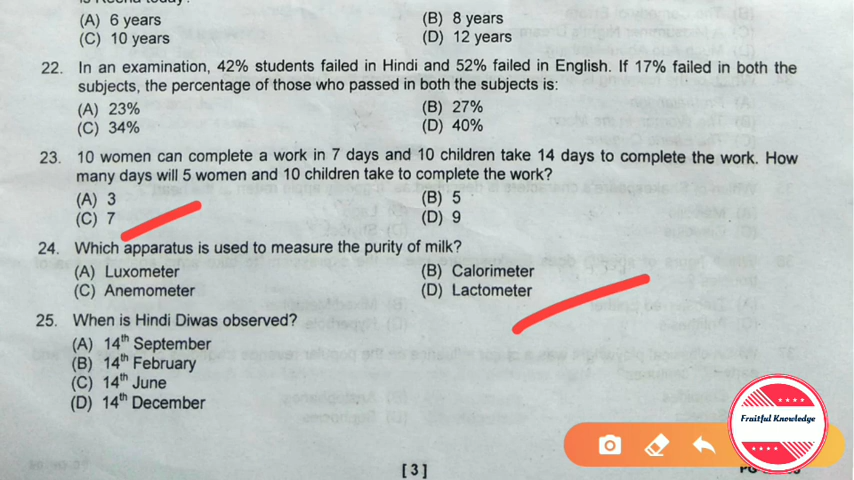 (A) 6 years
(B) 8 years
(C) 10 years
(D) 12 years
22. In an examination, 42% students failed in Hindi and 52% failed in English. If 17% failed in both the
subjects, the percentage of those who passed in both the subjects is:
(A) 23%
(B) 27%
(C) 34%
(D) 40%
23. 10 women can complete a work in 7 days and 10 children take 14 days to complete the work. How
many days will 5 women and 10 children take to complete the work?
(A) 3
(B) 5
(C) 7
(D) 9
24. Which apparatus is used to measure the purity of milk?
(A) Luxometer
(B) Calorimeter
(C) Anemometer
(D) Lactometer
25. When is Hindi Diwas observed?
(A) 14th September
(B) 14th February
(C) 14th June
(D) 14th December
Fruitful Knowledge
[ 3 ]